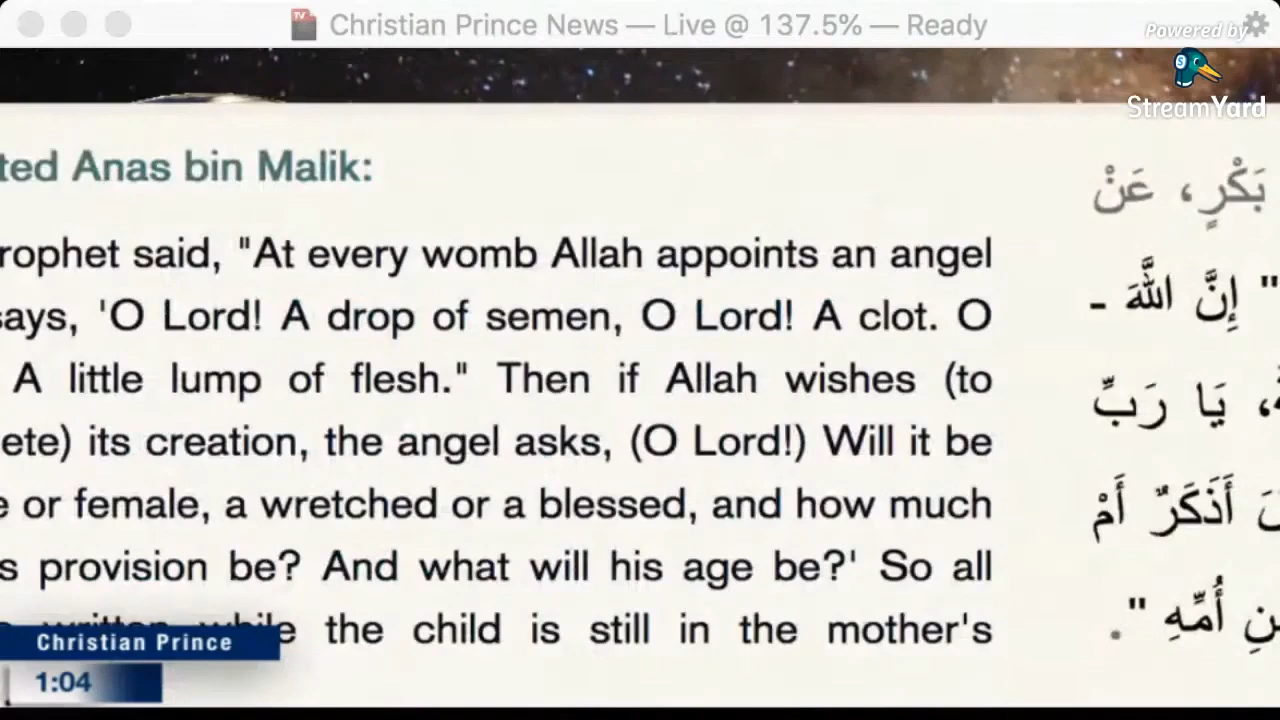 Christian Prince News — Live @ 137.5% — Ready
Powered by
StreamYard
ted Anas bin Malik:
rophet said, "At every womb Allah appoints an angel
says, 'O Lord! A drop of semen, O Lord! A clot. O
A little lump of flesh." Then if Allah wishes (to
ete) its creation, the angel asks, (O Lord!) Will it be
e or female, a wretched or a blessed, and how much
s provision be? And what will his age be?' So all
written while the child is still in the mother's
بَكْرٍ، عَنْ
" إِنَّ اللَّهَ ـ
يَا رَبِّ
أَذَكَرٌ أَمْ
أُمِّهِ ".
Christian Prince
1:04